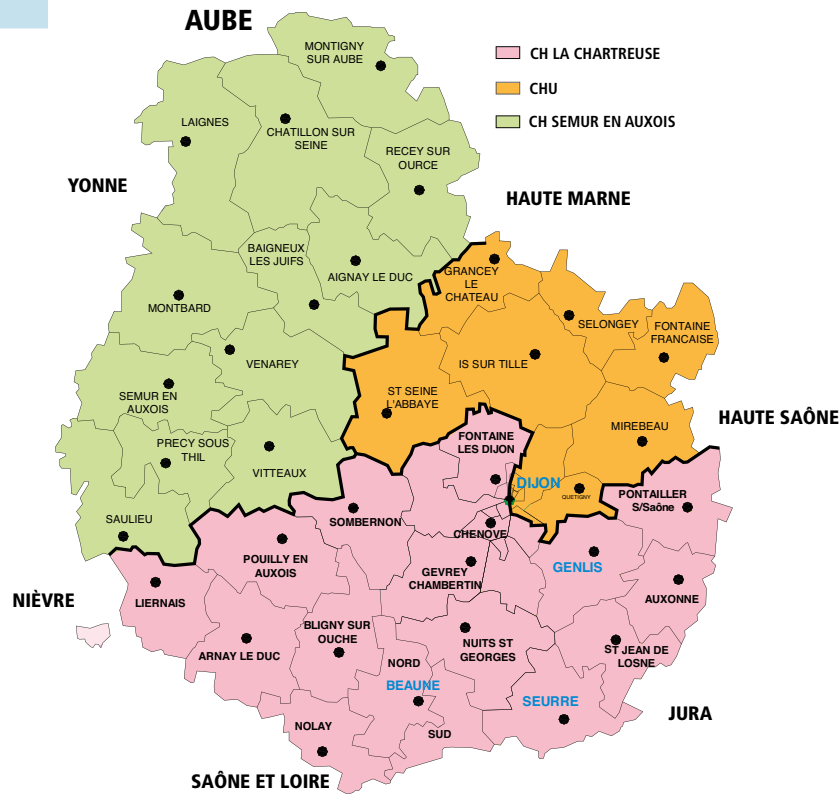 AUBE
MONTIGNY
SUR AUBE
CH LA CHARTREUSE
CHU
CH SEMUR EN AUXOIS
LAIGNES
CHATILLON SUR
SEINE
RECEY SUR
OURCE
YONNE
HAUTE MARNE
BAIGNEUX
LES JUIFS
AIGNAY LE DUC
GRANCEY
LE
CHATEAU
MONTBARD
SELONGEY
FONTAINE
FRANCAISE
VENAREY
IS SUR TILLE
SEMUR EN
AUXOIS
ST SEINE
L'ABBAYE
HAUTE SAÔNE
MIREBEAU
PRECY SOUS
THIL
FONTAINE
LES DIJON
VITTEAUX
DIJON
QUETIGNY
PONTAILLER
S/Saône
SAULIEU
SOMBERNON
CHENOVE
POUILLY EN
AUXOIS
GEVREY
CHAMBERTIN
GENLIS
NIÈVRE
LIERNAIS
AUXONNE
BLIGNY SUR
OUCHE
ARNAY LE DUC
NUITS ST
GEORGES
ST JEAN DE
LOSNE
NORD
BEAUNE
SEURRE
JURA
NOLAY
SUD
SAÔNE ET LOIRE